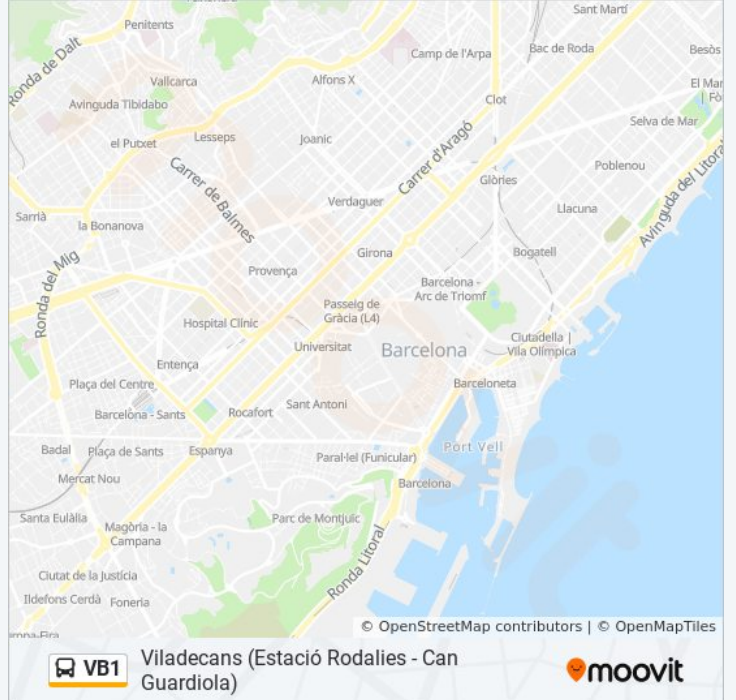 Sant Martí
Penitents
Bac de Roda
Camp de l'Arpa
Besòs
Ronda de Dalt
Vallcarca
Alfons X
El Mar
| Fò
Avinguda Tibidabo
Clot
Selva de Mar
el Putxet
Lesseps
Joanic
Carrer d'Aragó
Poblenou
Carrer de Balmes
Glòries
Verdaguer
Llacuna
Avinguda del Litoral
Sarrià
la Bonanova
Girona
Bogatell
Ronda del Mig
Provença
Barcelona -
Arc de Triomf
Passeig de
Gràcia (L4)
Hospital Clínic
Ciutadella |
Vila Olímpica
Universitat
Barcelona
Entença
Plaça del Centre
Barceloneta
Barcelona - Sants
Rocafort
Sant Antoni
Badal
Plaça de Sants
Espanya
Paral·lel (Funicular)
Port Vell
Mercat Nou
Barcelona
Santa Eulàlia
Magòria - la
Campana
Parc de Montjuïc
Ronda Litoral
Ciutat de la Justícia
Ildefons Cerdà
Foneria
© OpenStreetMap contributors | © OpenMapTiles
VB1
Viladecans (Estació Rodalies - Can
Guardiola)
moovit